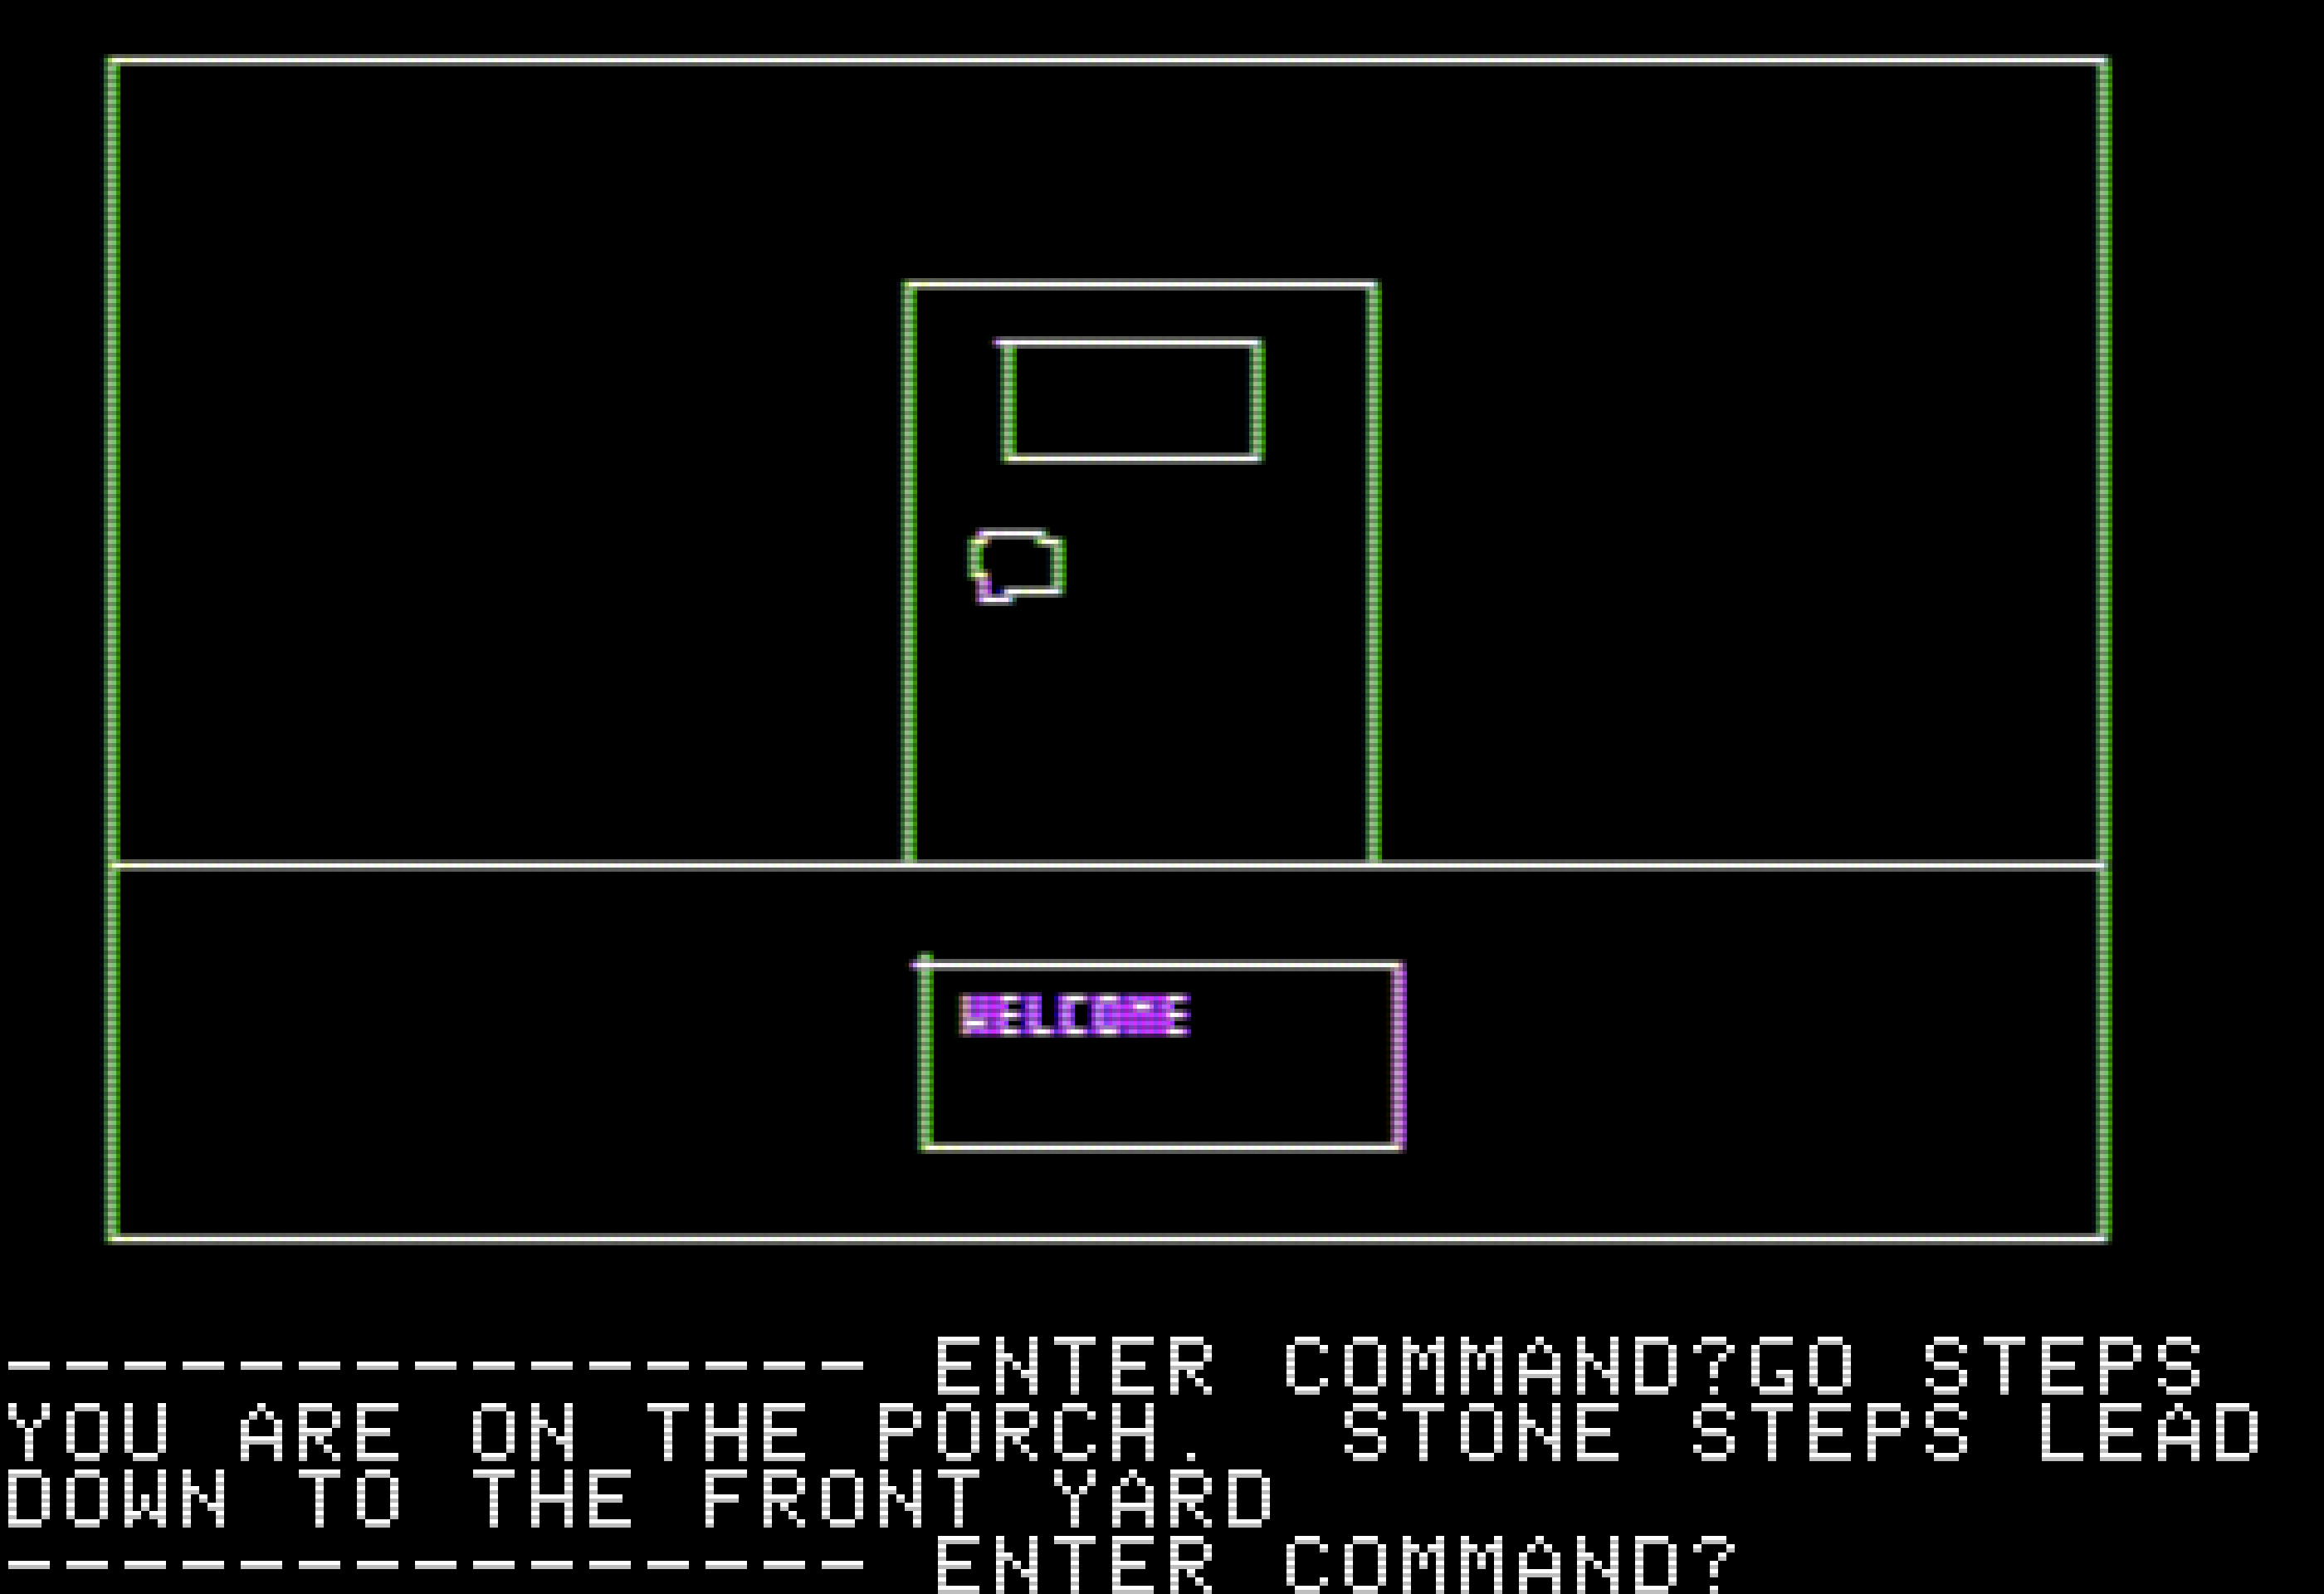 WELCOME
--------------- ENTER COMMAND?GO STEPS
YOU ARE ON THE PORCH.  STONE STEPS LEAD
DOWN TO THE FRONT YARD
--------------- ENTER COMMAND?